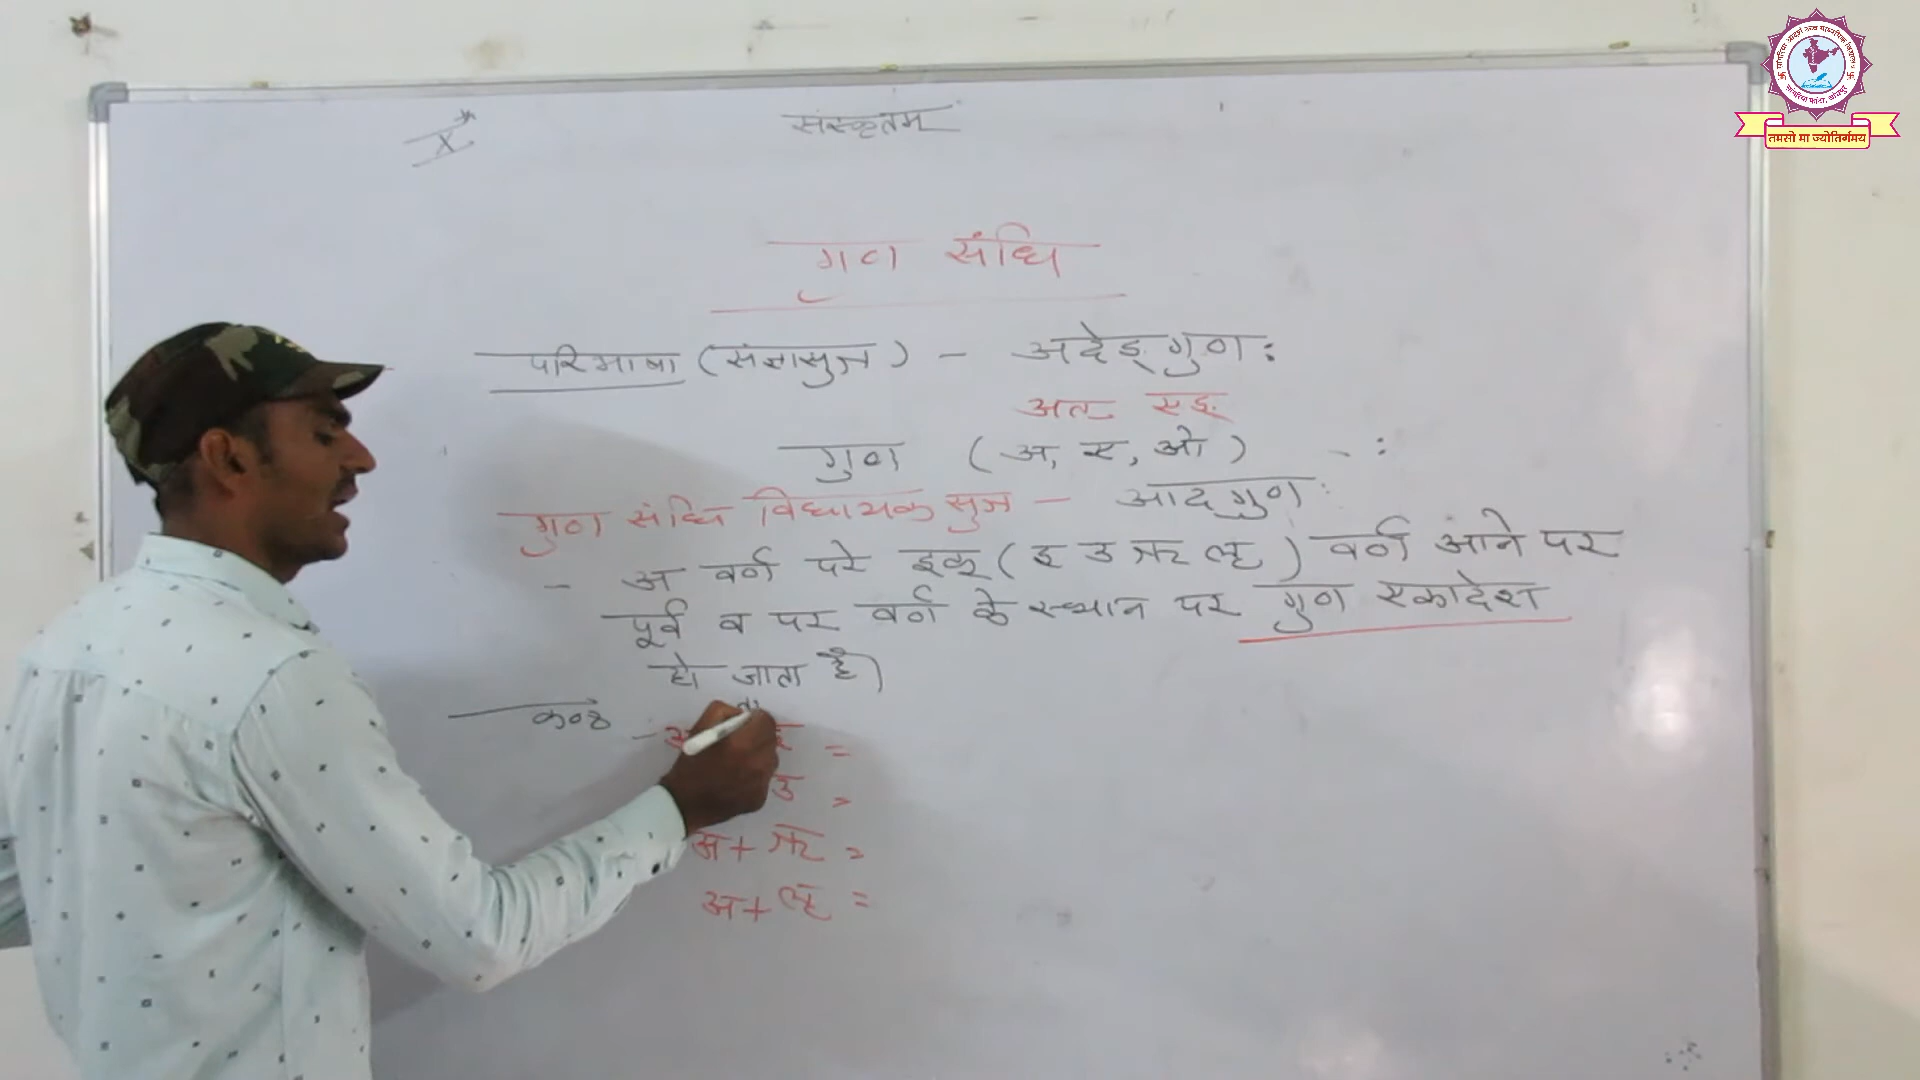 संस्कृतम्
X
गुण संधि
परिभाषा (संज्ञासुत्र) - अदेङ् गुणः
अत् एङ्
गुण (अ, ए, ओ)
गुण संधि विधायक सुत्र - आद् गुणः
- अ वर्ण परे इक् (इ उ ऋ लृ) वर्ण आने पर
पूर्व व पर वर्ण के स्थान पर गुण एकादेश
हो जाता है।
कण्ठ -
=
उ =
अ + ऋ =
अ + लृ =
तमसो मा ज्योतिर्गमय